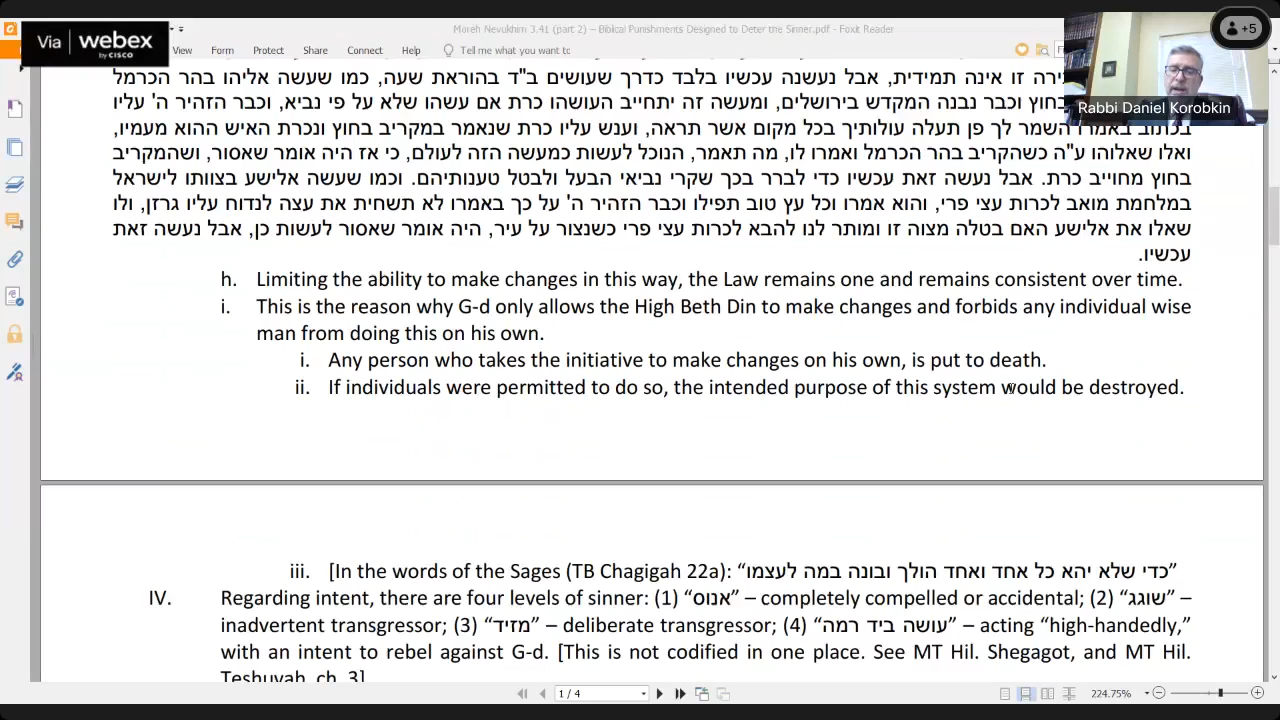 Via webex
by CISCO
Moreh Nevukhim 3.41 (part 2) – Biblical Punishments Designed to Deter the Sinner.pdf - Foxit Reader
+5
View Form Protect Share Connect Help Tell me what you want to
Rabbi Daniel Korobkin
זו אינה תמידית, אבל נעשנה עכשיו בלבד כדרך שעושים ב"ד בהוראת שעה, כמו שעשה אליהו בהר הכרמל
בחוץ וכבר נבנה המקדש בירושלים, ומעשה זה יתחייב העושהו כרת אם עשהו שלא על פי נביא, וכבר הזהיר ה' עליו
בכתוב באמרו השמר לך פן תעלה עולותיך בכל מקום אשר תראה, וענש עליו כרת שנאמר במקריב בחוץ ונכרת האיש ההוא מעמיו,
ואלו שאלוהו ע"ה כשהקריב בהר הכרמל ואמרו לו, מה תאמר, הנוכל לעשות כמעשה הזה לעולם, כי אז היה אומר שאסור, ושהמקריב
בחוץ מחוייב כרת. אבל נעשה זאת עכשיו כדי לברר בכך שקרי נביאי הבעל ולבטל טענותיהם. וכמו שעשה אלישע בצוותו לישראל
במלחמת מואב לכרות עצי פרי, והוא אמרו וכל עץ טוב תפילו וכבר הזהיר ה' על כך באמרו לא תשחית את עצה לנדוח עליו גרזן, ולו
שאלו את אלישע האם בטלה מצוה זו ומותר לנו להבא לכרות עצי פרי כשנצור על עיר, היה אומר שאסור לעשות כן, אבל נעשה זאת
עכשיו.
h. Limiting the ability to make changes in this way, the Law remains one and remains consistent over time.
i. This is the reason why G-d only allows the High Beth Din to make changes and forbids any individual wise
man from doing this on his own.
i. Any person who takes the initiative to make changes on his own, is put to death.
ii. If individuals were permitted to do so, the intended purpose of this system would be destroyed.
iii. [In the words of the Sages (TB Chagigah 22a): "כדי שלא יהא כל אחד ואחד הולך ובונה במה לעצמו"
IV. Regarding intent, there are four levels of sinner: (1) "אנוס" – completely compelled or accidental; (2) "שוגג" –
inadvertent transgressor; (3) "מזיד" – deliberate transgressor; (4) "עושה ביד רמה" – acting "high-handedly,"
with an intent to rebel against G-d. [This is not codified in one place. See MT Hil. Shegagot, and MT Hil.
Teshuvah, ch. 3]
1 / 4 224.75%